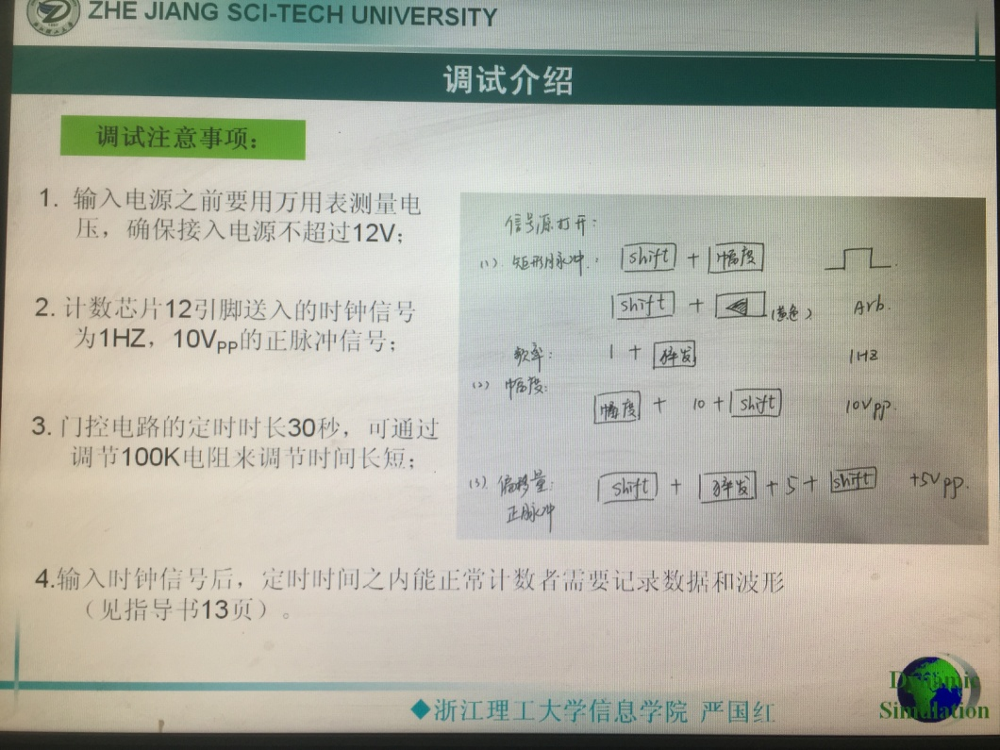 ZHE JIANG SCI-TECH UNIVERSITY
调试介绍
调试注意事项：
1. 输入电源之前要用万用表测量电
压，确保接入电源不超过12V；
2. 计数芯片12引脚送入的时钟信号
为1HZ，10Vpp的正脉冲信号；
3. 门控电路的定时时长30秒，可通过
调节100K电阻来调节时间长短；
4.输入时钟信号后，定时时间之内能正常计数者需要记录数据和波形
（见指导书13页）。
信号源打开：
(1). 矩形脉冲： shift + 幅度
shift + (黄色) Arb.
频率： 1 + 猝发 1HZ
(2) 幅度：
幅度 + 10 + shift 10Vpp.
(3). 偏移量： shift + 猝发 + 5 + shift +5Vpp.
正脉冲
◆浙江理工大学信息学院 严国红
Dynamic
Simulation